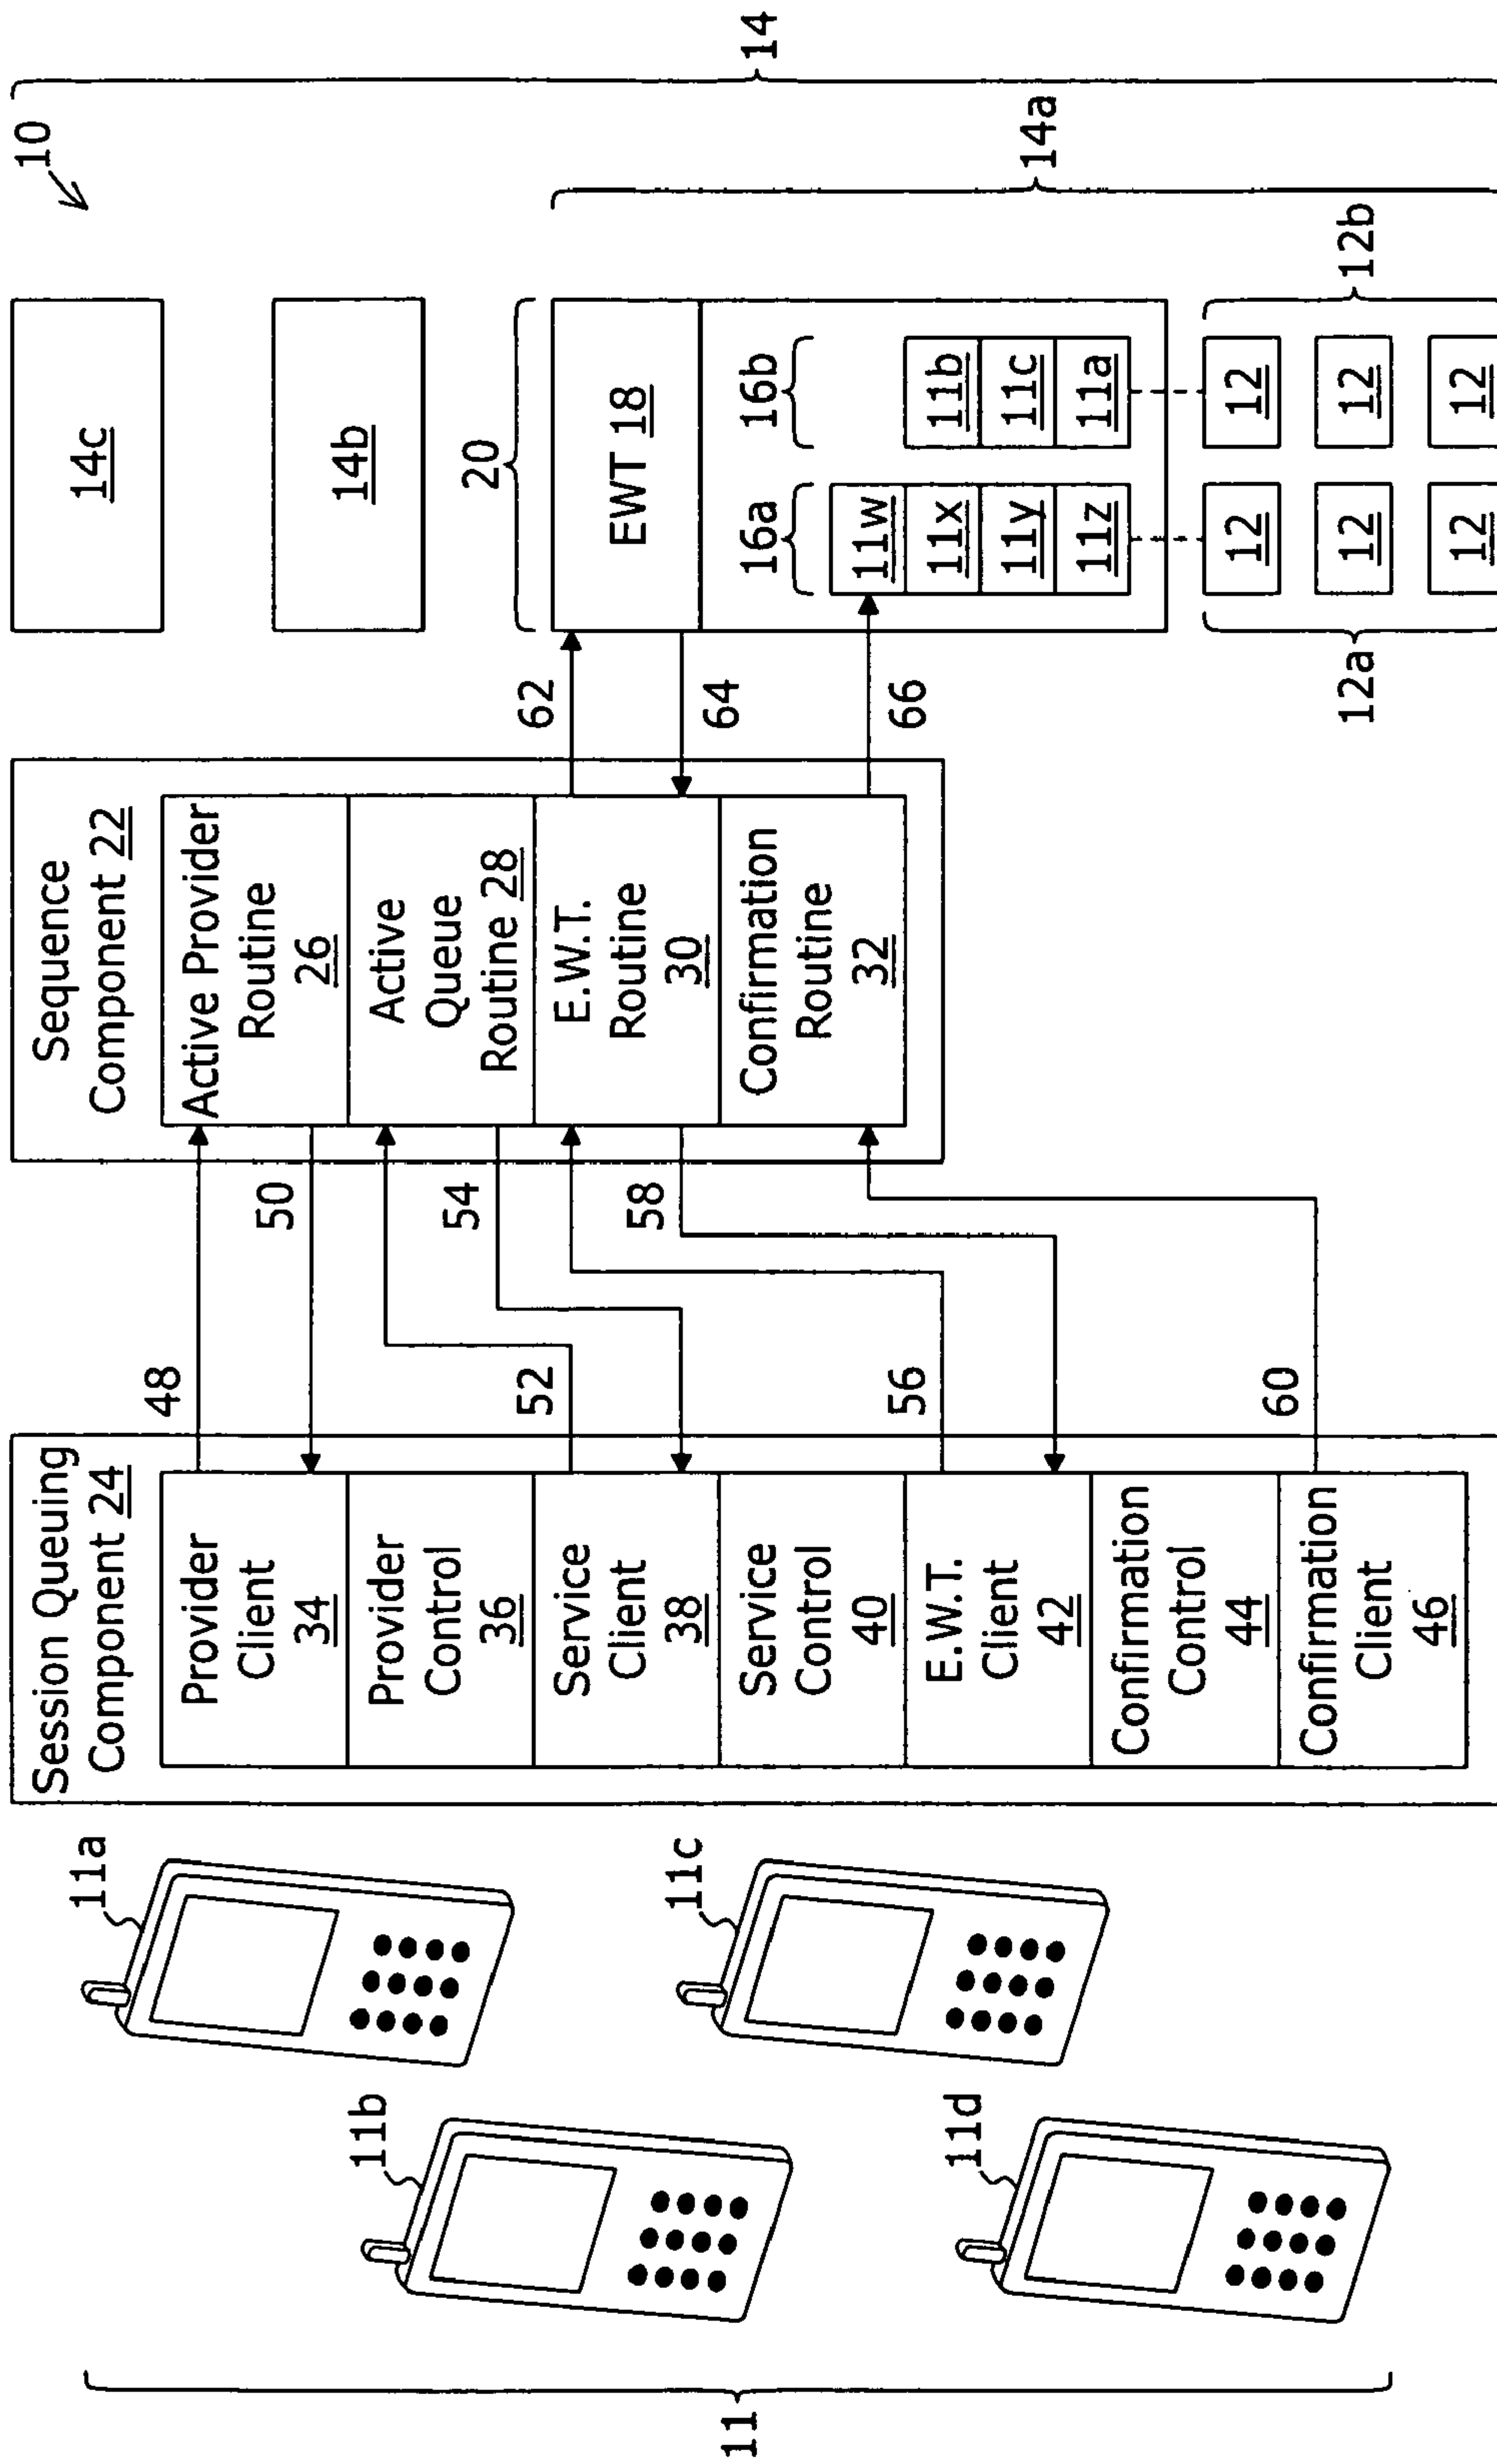 10
11
11a
11b
11c
11d
Session Queuing
Component 24
Provider
Client
34
Provider
Control
36
Service
Client
38
Service
Control
40
E.W.T.
Client
42
Confirmation
Control
44
Confirmation
Client
46
48
50
52
54
56
58
60
Sequence
Component 22
Active Provider
Routine
26
Active
Queue
Routine 28
E.W.T.
Routine
30
Confirmation
Routine
32
62
64
66
14c
14b
20
EWT 18
16a
16b
11w
11x
11y
11z
11b
11c
11a
12
12
12
12
12
12
12a
12b
14a
14